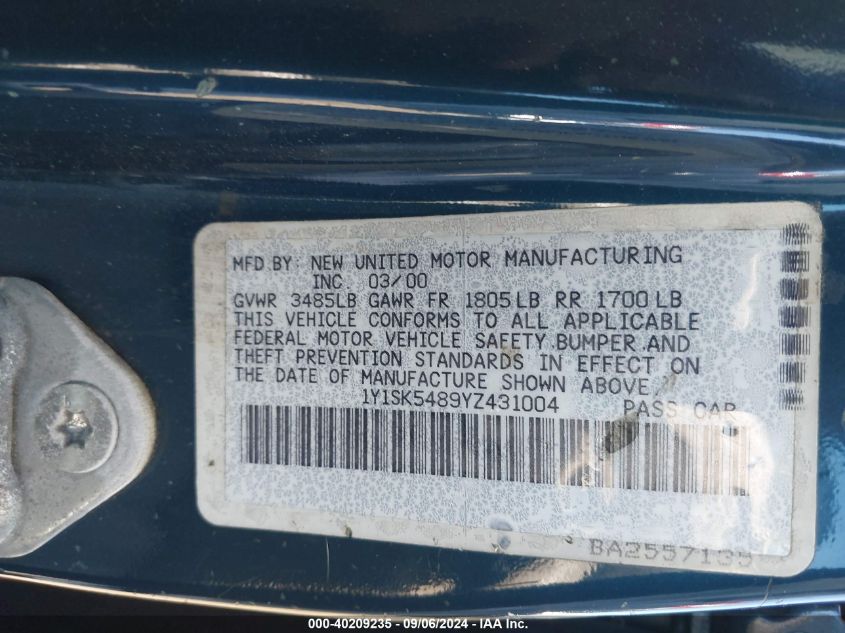 MFD BY: NEW UNITED MOTOR MANUFACTURING
INC. 03/00
GVWR 3485LB GAWR FR 1805LB RR 1700LB
THIS VEHICLE CONFORMS TO ALL APPLICABLE
FEDERAL MOTOR VEHICLE SAFETY,BUMPER,AND
THEFT PREVENTION STANDARDS IN EFFECT ON
THE DATE OF MANUFACTURE SHOWN ABOVE.
1Y1SK5489YZ431004 PASS CAR
BA2557135
000-40209235 - 09/06/2024 - IAA Inc.